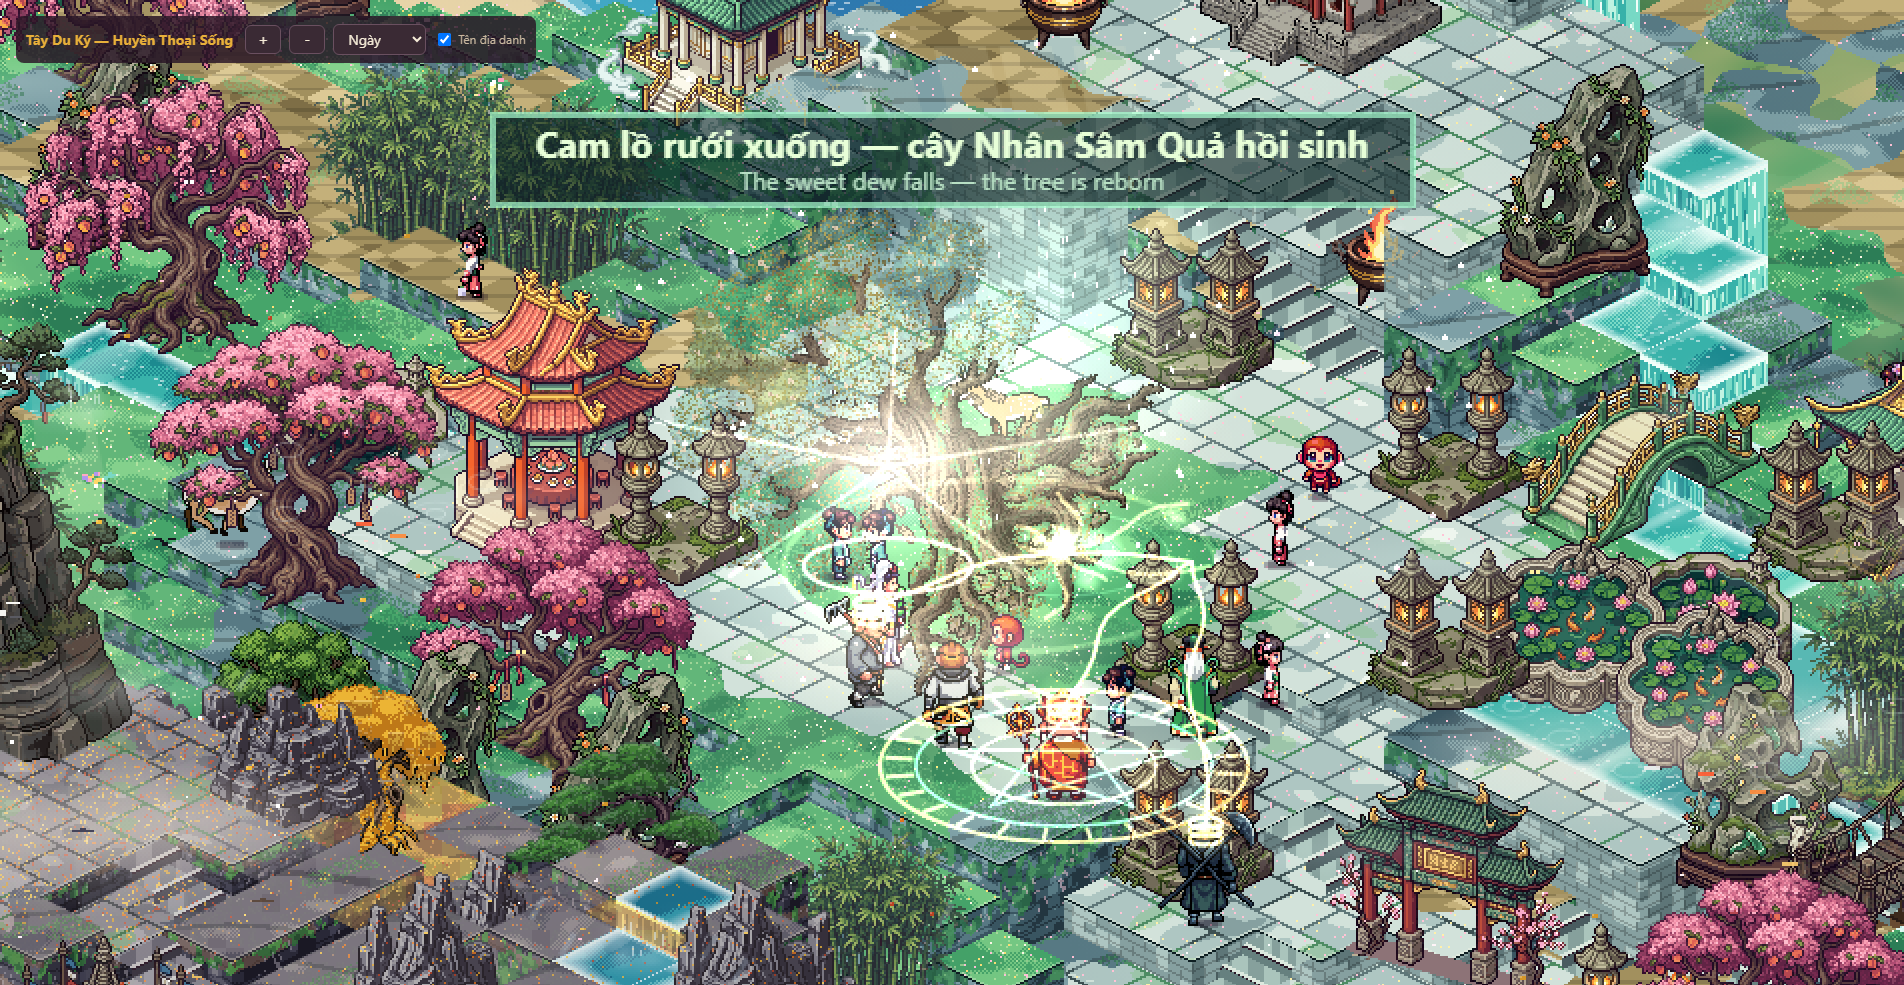 Tây Du Ký — Huyền Thoại Sống
+
-
Ngày
Tên địa danh
Cam lồ rưới xuống — cây Nhân Sâm Quả hồi sinh
The sweet dew falls — the tree is reborn